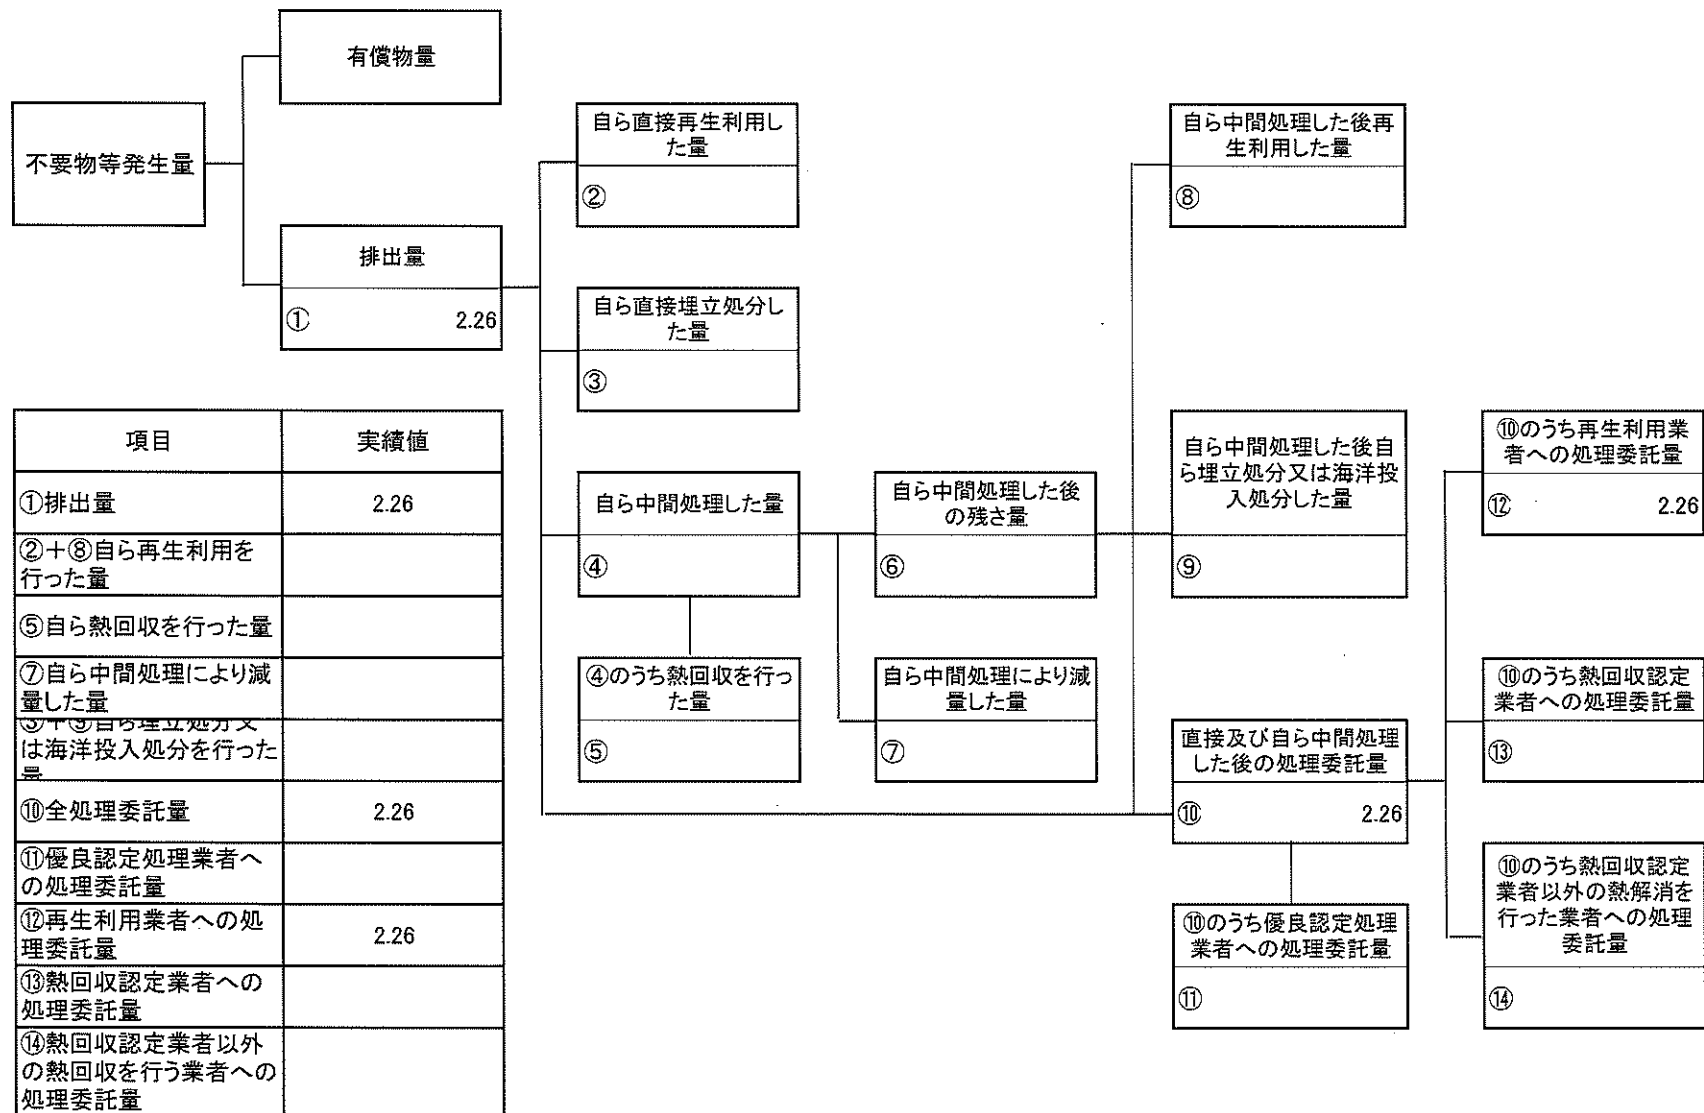 有償物量
不要物等発生量
排出量
① 2.26
自ら直接再生利用し
た量
②
自ら直接埋立処分し
た量
③
自ら中間処理した量
④
④のうち熱回収を行っ
た量
⑤
自ら中間処理した後
の残さ量
⑥
自ら中間処理により減
量した量
⑦
自ら中間処理した後再
生利用した量
⑧
自ら中間処理した後自
ら埋立処分又は海洋投
入処分した量
⑨
直接及び自ら中間処理
した後の処理委託量
⑩ 2.26
⑩のうち優良認定処理
業者への処理委託量
⑪
⑩のうち再生利用業
者への処理委託量
⑫ 2.26
⑩のうち熱回収認定
業者への処理委託量
⑬
⑩のうち熱回収認定
業者以外の熱解消を
行った業者への処理
委託量
⑭
項目 実績値
①排出量 2.26
②+⑧自ら再生利用を
行った量
⑤自ら熱回収を行った量
⑦自ら中間処理により減
量した量
③+⑨自ら埋立処分又
は海洋投入処分を行った
量
⑩全処理委託量 2.26
⑪優良認定処理業者へ
の処理委託量
⑫再生利用業者への処
理委託量 2.26
⑬熱回収認定業者への
処理委託量
⑭熱回収認定業者以外
の熱回収を行う業者への
処理委託量